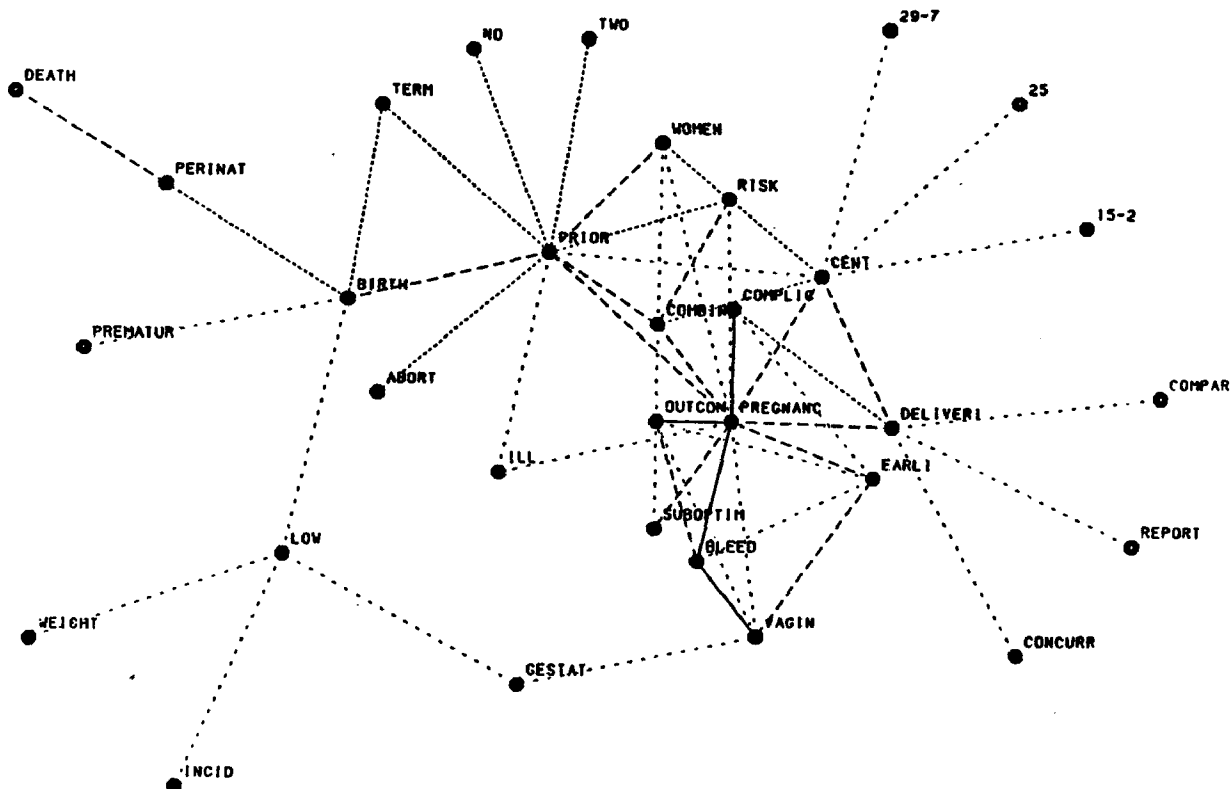 29-7
TWO
NO
DEATH
TERM
25
WOMEN
PERINAT
RISK
15-2
PRIOR
CENT
BIRTH
COMPLIC
COMBIN
PREMATUR
ABORT
COMPAR
OUTCOM
PREGNANC
DELIVERI
ILL
EARLI
SUBOPTIM
BLEED
REPORT
LOW
WEIGHT
VAGIN
CONCURR
GESTAT
INCID